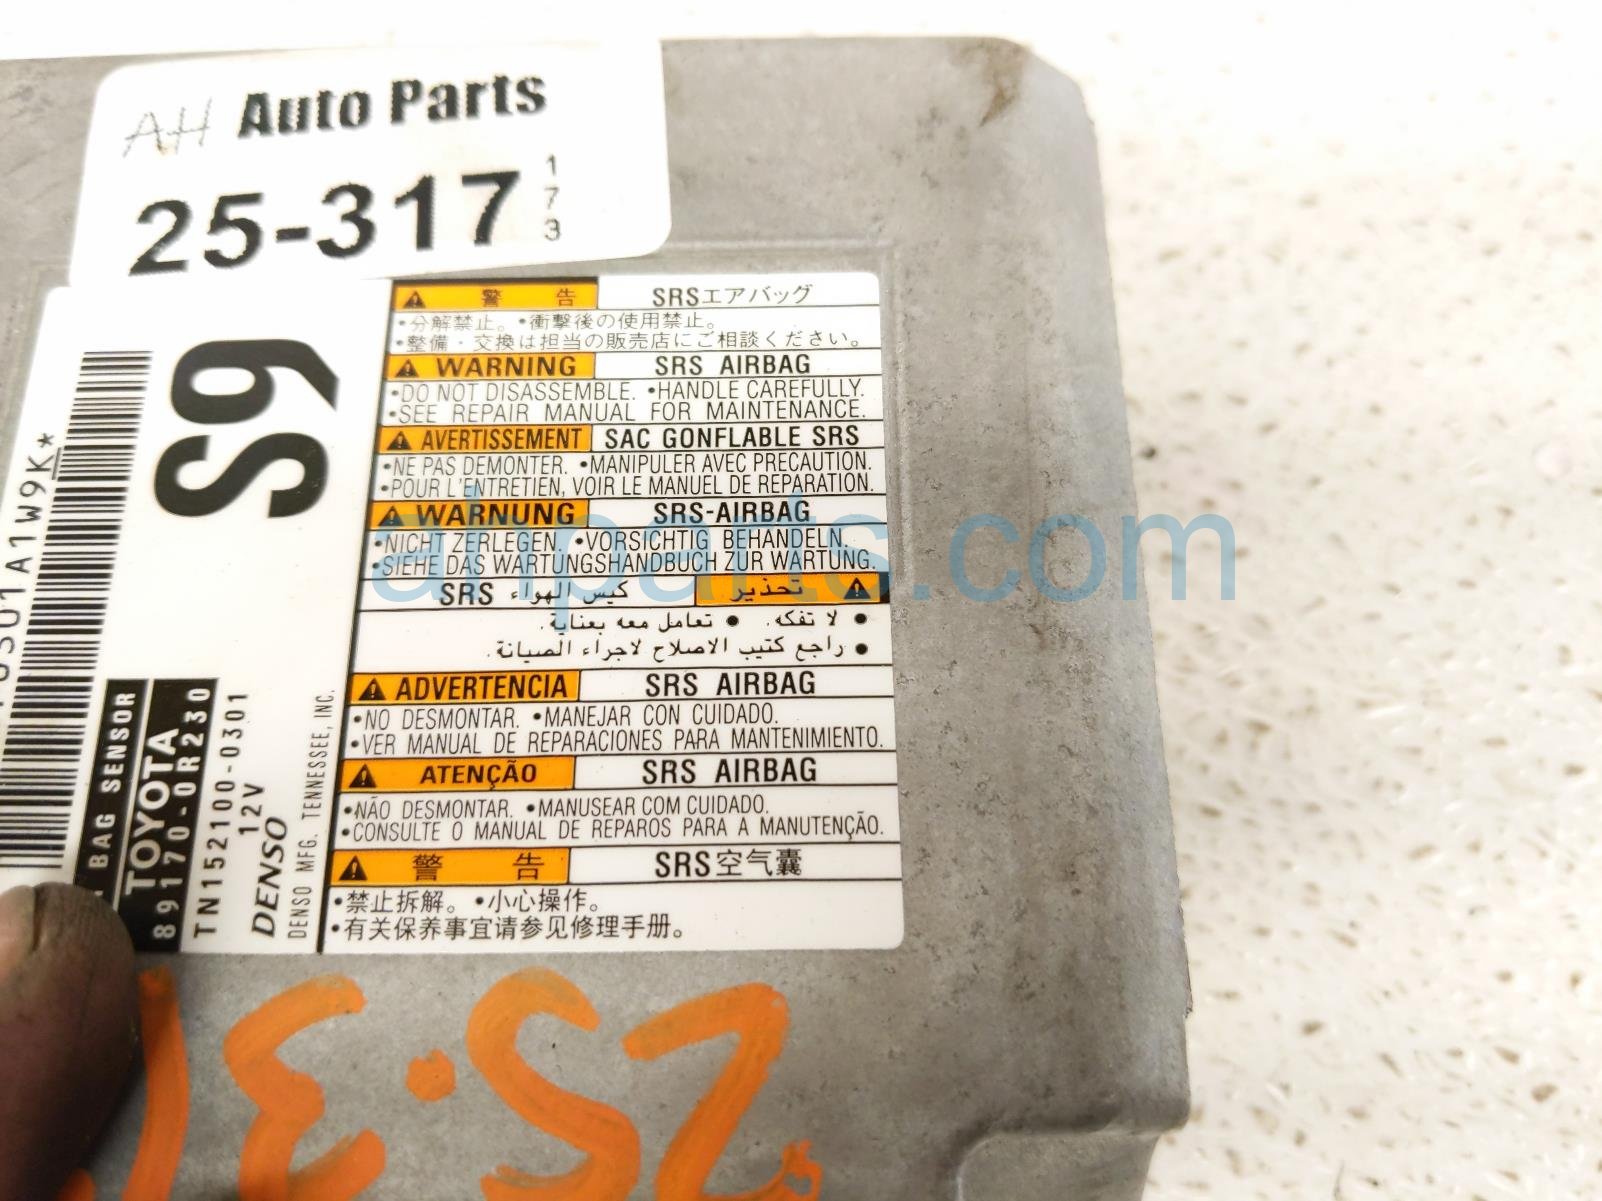 AH Auto Parts
25-317
173
警 告 SRSエアバッグ
・分解禁止。・衝撃後の使用禁止。
・整備・交換は担当の販売店にご相談ください。
WARNING SRS AIRBAG
•DO NOT DISASSEMBLE. •HANDLE CAREFULLY.
•SEE REPAIR MANUAL FOR MAINTENANCE.
AVERTISSEMENT SAC GONFLABLE SRS
•NE PAS DEMONTER. •MANIPULER AVEC PRECAUTION.
•POUR L'ENTRETIEN, VOIR LE MANUEL DE REPARATION.
WARNUNG SRS-AIRBAG
•NICHT ZERLEGEN. •VORSICHTIG BEHANDELN.
•SIEHE DAS WARTUNGSHANDBUCH ZUR WARTUNG.
تحذير كيس الهواء SRS
• لا تفكه. • تعامل معه بعناية.
• راجع كتيب الاصلاح لاجراء الصيانة.
ADVERTENCIA SRS AIRBAG
•NO DESMONTAR. •MANEJAR CON CUIDADO.
•VER MANUAL DE REPARACIONES PARA MANTENIMIENTO.
ATENÇÃO SRS AIRBAG
•NÃO DESMONTAR. •MANUSEAR COM CUIDADO.
•CONSULTE O MANUAL DE REPAROS PARA A MANUTENÇÃO.
警 告 SRS空气囊
•禁止拆解。•小心操作。
•有关保养事宜请参见修理手册。
S9
0301A1W9K*
BAG SENSOR
TOYOTA
89170-0R230
TN152100-0301
12V
DENSO
DENSO MFG. TENNESSEE, INC.
25.31
ahparts.com